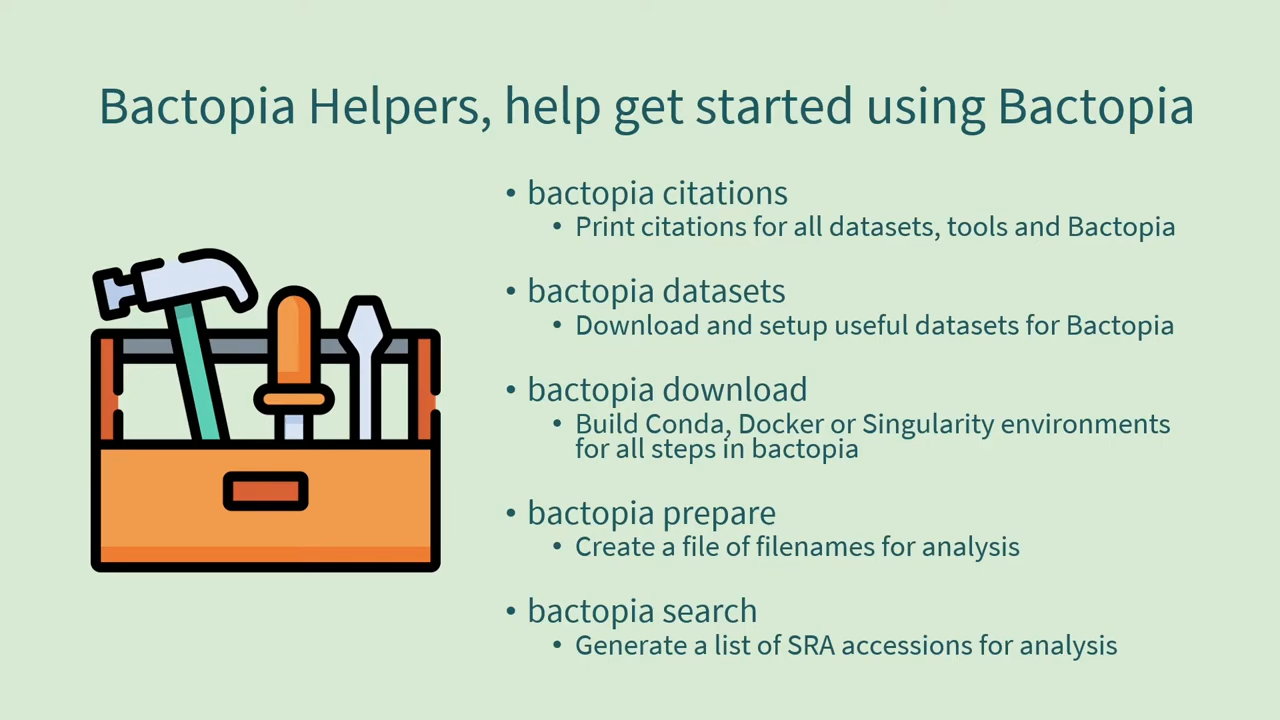 Bactopia Helpers, help get started using Bactopia
• bactopia citations
• Print citations for all datasets, tools and Bactopia
• bactopia datasets
• Download and setup useful datasets for Bactopia
• bactopia download
• Build Conda, Docker or Singularity environments
for all steps in bactopia
• bactopia prepare
• Create a file of filenames for analysis
• bactopia search
• Generate a list of SRA accessions for analysis